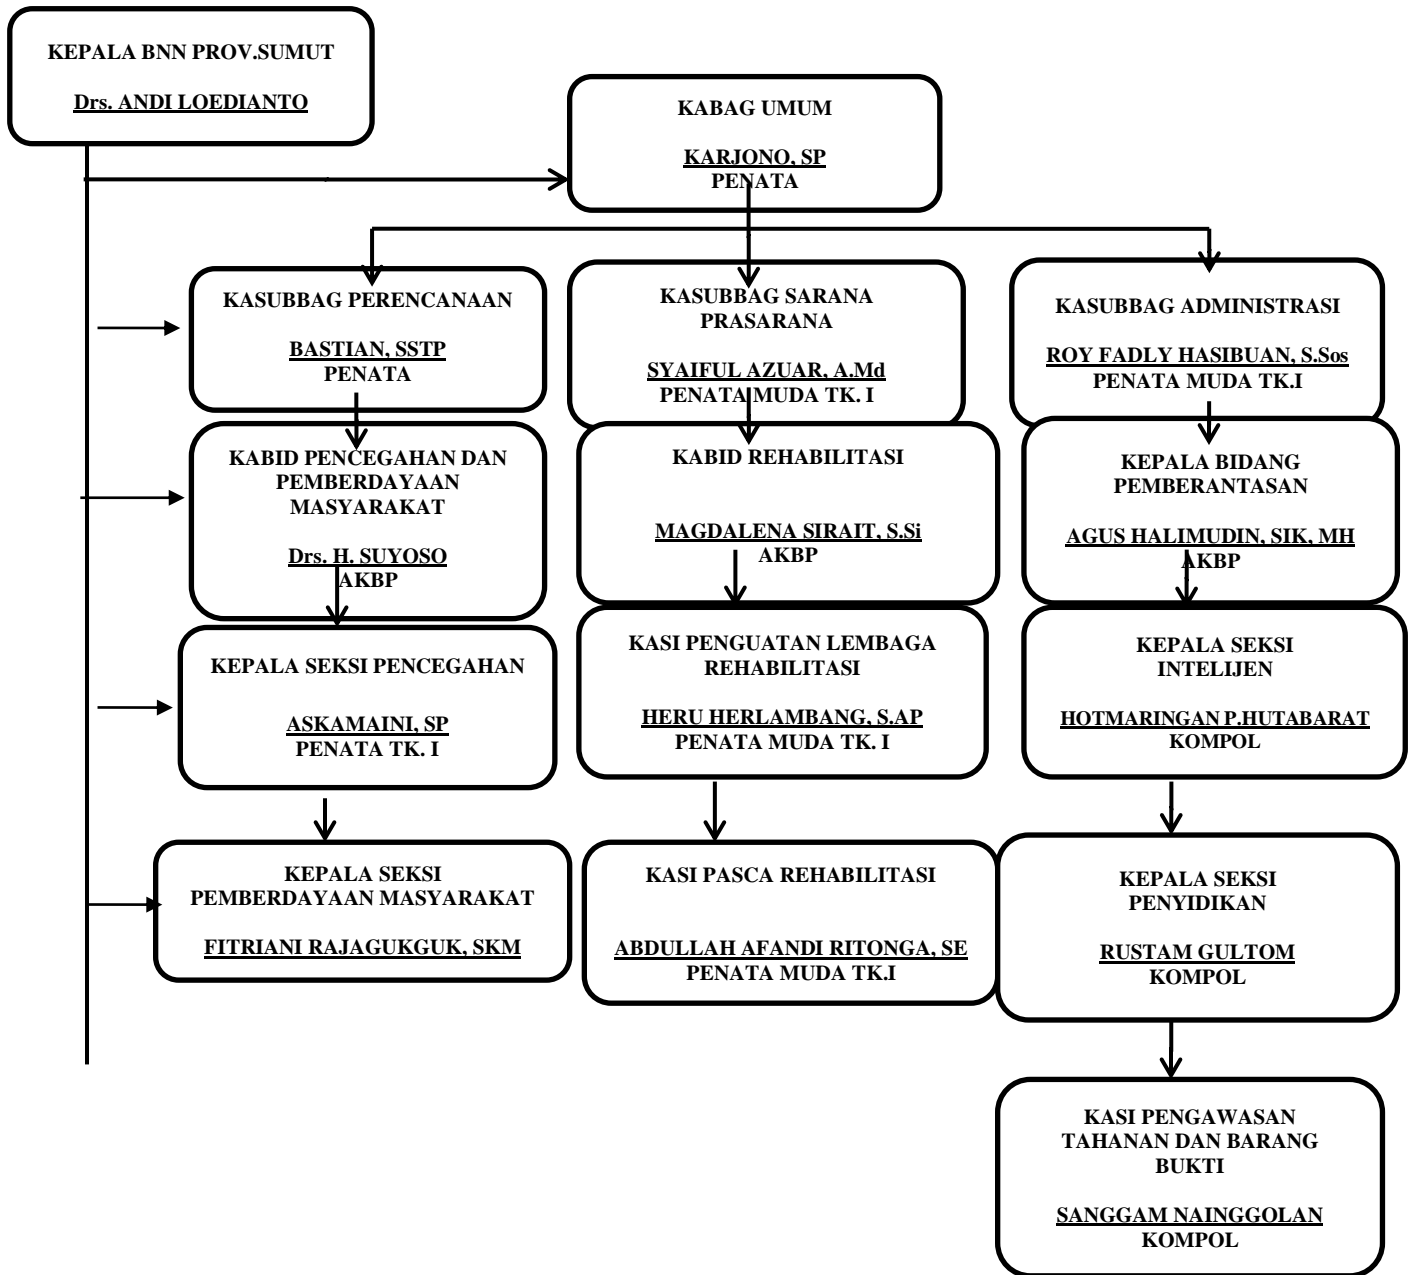 KEPALA BNN PROV.SUMUT
Drs. ANDI LOEDIANTO
KABAG UMUM
KARJONO, SP
PENATA
KASUBBAG PERENCANAAN
BASTIAN, SSTP
PENATA
KASUBBAG SARANA
PRASARANA
SYAIFUL AZUAR, A.Md
PENATA MUDA TK. I
KASUBBAG ADMINISTRASI
ROY FADLY HASIBUAN, S.Sos
PENATA MUDA TK.I
KABID PENCEGAHAN DAN
PEMBERDAYAAN
MASYARAKAT
Drs. H. SUYOSO
AKBP
KABID REHABILITASI
MAGDALENA SIRAIT, S.Si
AKBP
KEPALA BIDANG
PEMBERANTASAN
AGUS HALIMUDIN, SIK, MH
AKBP
KEPALA SEKSI PENCEGAHAN
ASKAMAINI, SP
PENATA TK. I
KASI PENGUATAN LEMBAGA
REHABILITASI
HERU HERLAMBANG, S.AP
PENATA MUDA TK. I
KEPALA SEKSI
INTELIJEN
HOTMARINGAN P.HUTABARAT
KOMPOL
KEPALA SEKSI
PEMBERDAYAAN MASYARAKAT
FITRIANI RAJAGUKGUK, SKM
KASI PASCA REHABILITASI
ABDULLAH AFANDI RITONGA, SE
PENATA MUDA TK.I
KEPALA SEKSI
PENYIDIKAN
RUSTAM GULTOM
KOMPOL
KASI PENGAWASAN
TAHANAN DAN BARANG
BUKTI
SANGGAM NAINGGOLAN
KOMPOL